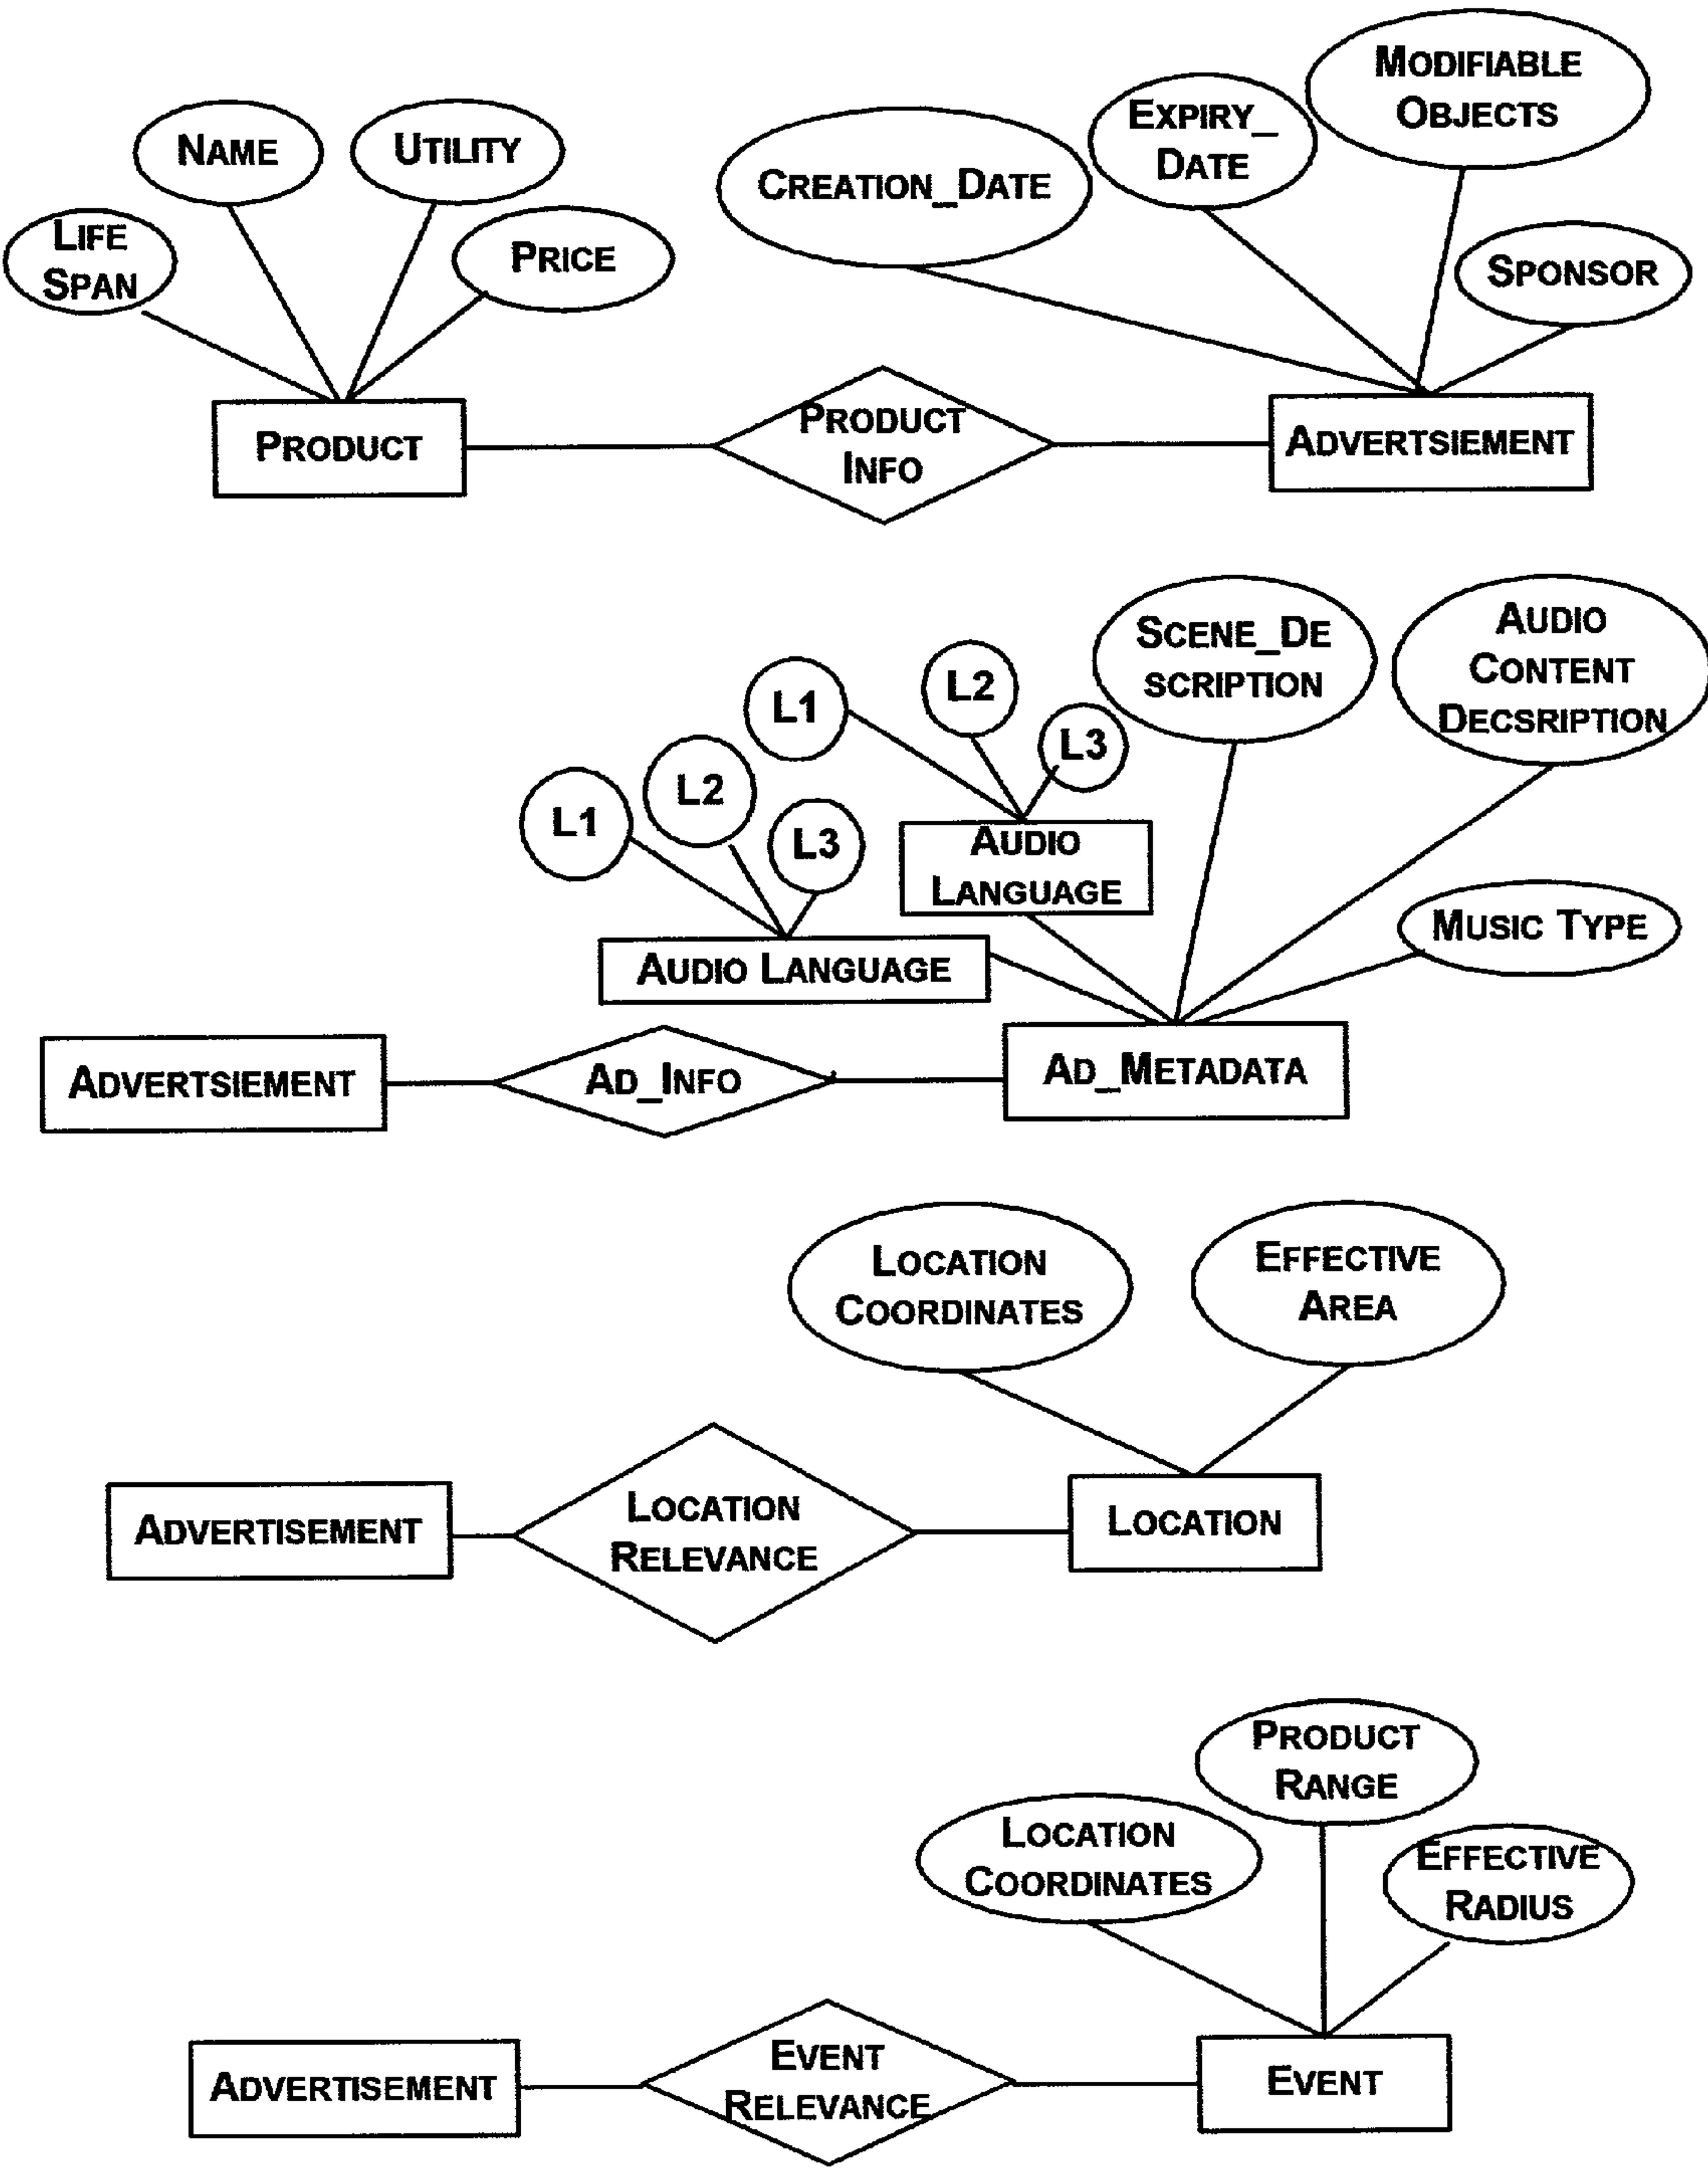 MODIFIABLE
OBJECTS
EXPIRY_
DATE
NAME
UTILITY
CREATION_DATE
LIFE
SPAN
PRICE
SPONSOR
PRODUCT
PRODUCT
INFO
ADVERTSIEMENT
SCENE_DE
SCRIPTION
AUDIO
CONTENT
DECSRIPTION
L1
L2
L3
L1
L2
L3
AUDIO
LANGUAGE
MUSIC TYPE
AUDIO LANGUAGE
ADVERTSIEMENT
AD_INFO
AD_METADATA
LOCATION
COORDINATES
EFFECTIVE
AREA
ADVERTISEMENT
LOCATION
RELEVANCE
LOCATION
PRODUCT
RANGE
LOCATION
COORDINATES
EFFECTIVE
RADIUS
ADVERTISEMENT
EVENT
RELEVANCE
EVENT